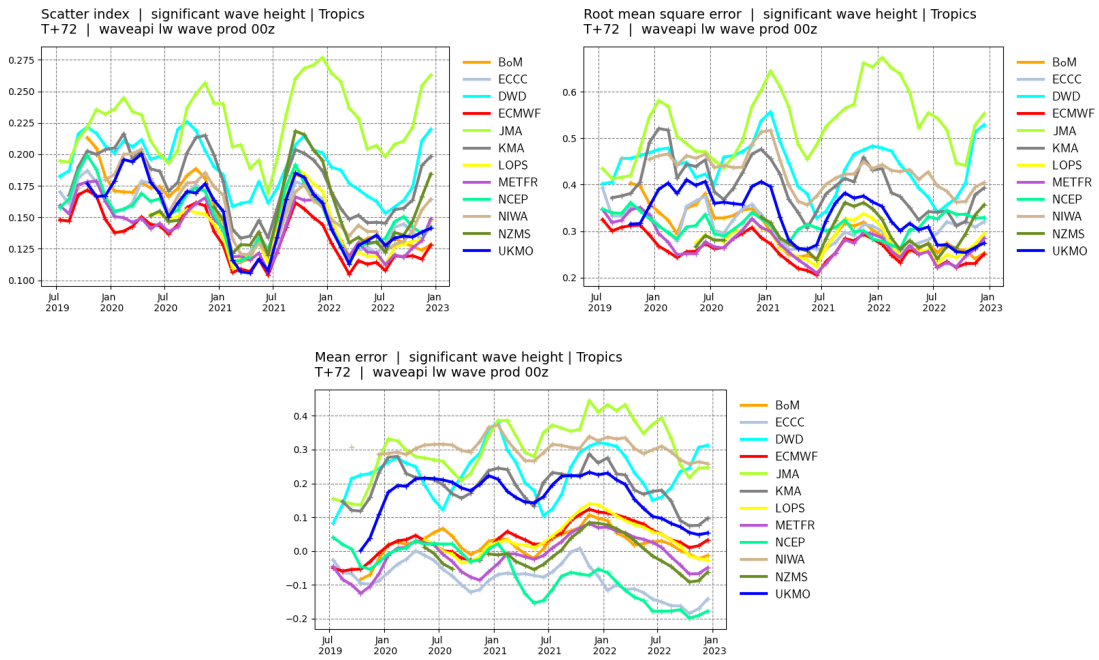 Scatter index | significant wave height | Tropics
T+72 | waveapi lw wave prod 00z
0.275
0.250
0.225
0.200
0.175
0.150
0.125
0.100
Jul 2019
Jan 2020
Jul 2020
Jan 2021
Jul 2021
Jan 2022
Jul 2022
Jan 2023
BoM
ECCC
DWD
ECMWF
JMA
KMA
LOPS
METFR
NCEP
NIWA
NZMS
UKMO
Root mean square error | significant wave height | Tropics
T+72 | waveapi lw wave prod 00z
0.6
0.5
0.4
0.3
0.2
Jul 2019
Jan 2020
Jul 2020
Jan 2021
Jul 2021
Jan 2022
Jul 2022
Jan 2023
BoM
ECCC
DWD
ECMWF
JMA
KMA
LOPS
METFR
NCEP
NIWA
NZMS
UKMO
Mean error | significant wave height | Tropics
T+72 | waveapi lw wave prod 00z
0.4
0.3
0.2
0.1
0.0
−0.1
−0.2
Jul 2019
Jan 2020
Jul 2020
Jan 2021
Jul 2021
Jan 2022
Jul 2022
Jan 2023
BoM
ECCC
DWD
ECMWF
JMA
KMA
LOPS
METFR
NCEP
NIWA
NZMS
UKMO